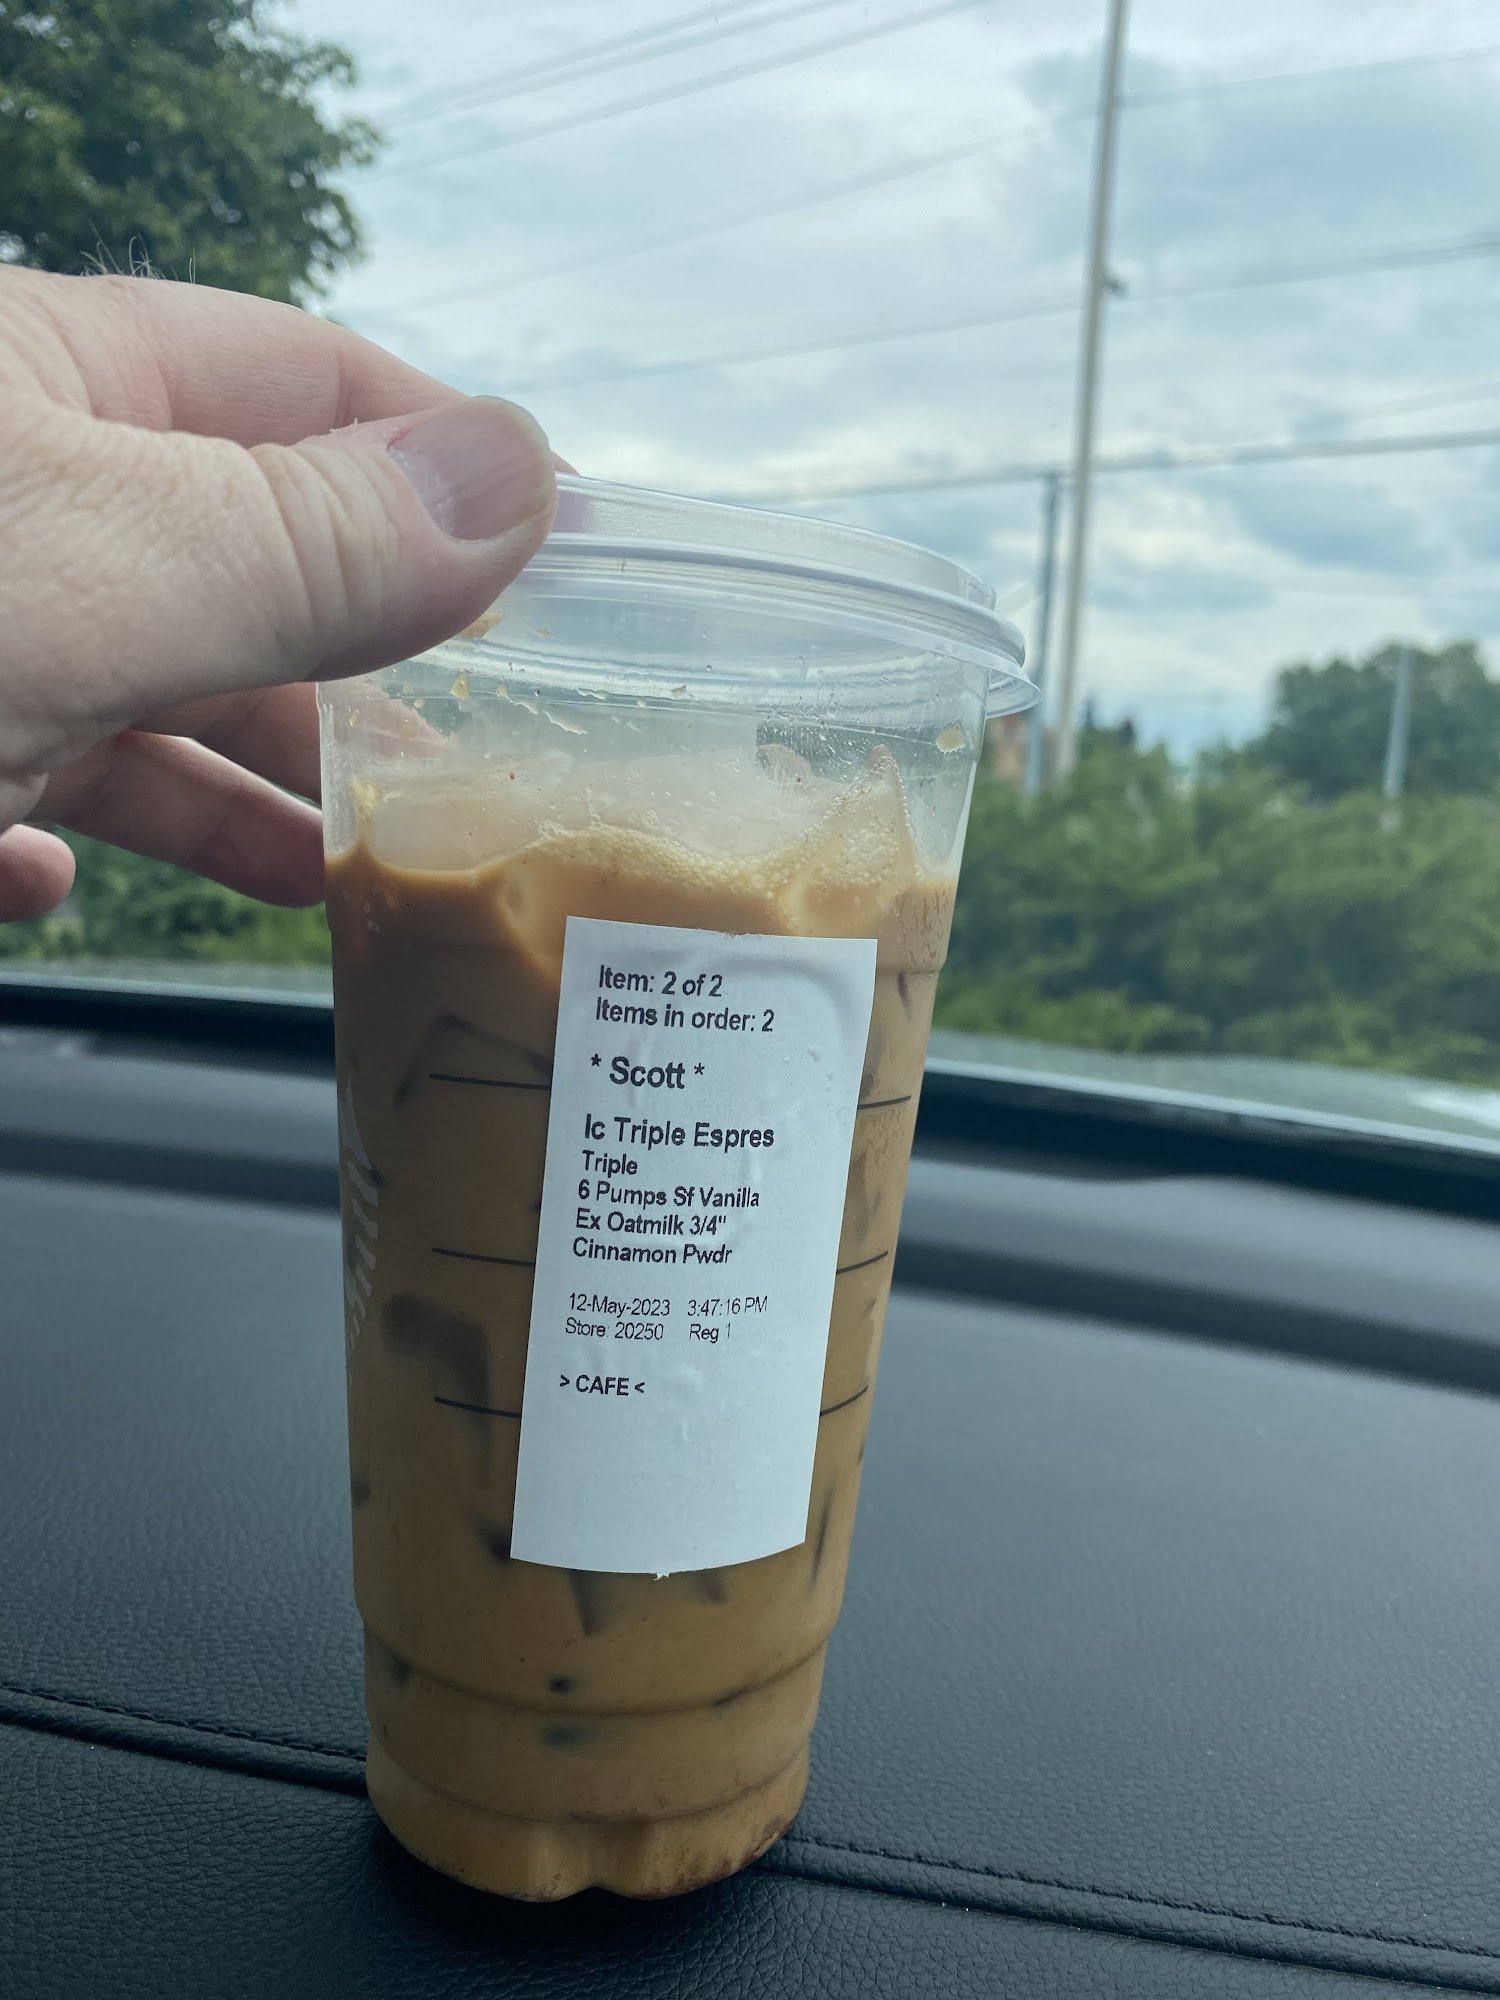 Item: 2 of 2
Items in order: 2
* Scott *
Ic Triple Espres
Triple
6 Pumps Sf Vanilla
Ex Oatmilk 3/4"
Cinnamon Pwdr
12-May-2023 3:47:16 PM
Store: 20250 Reg 1
> CAFE <